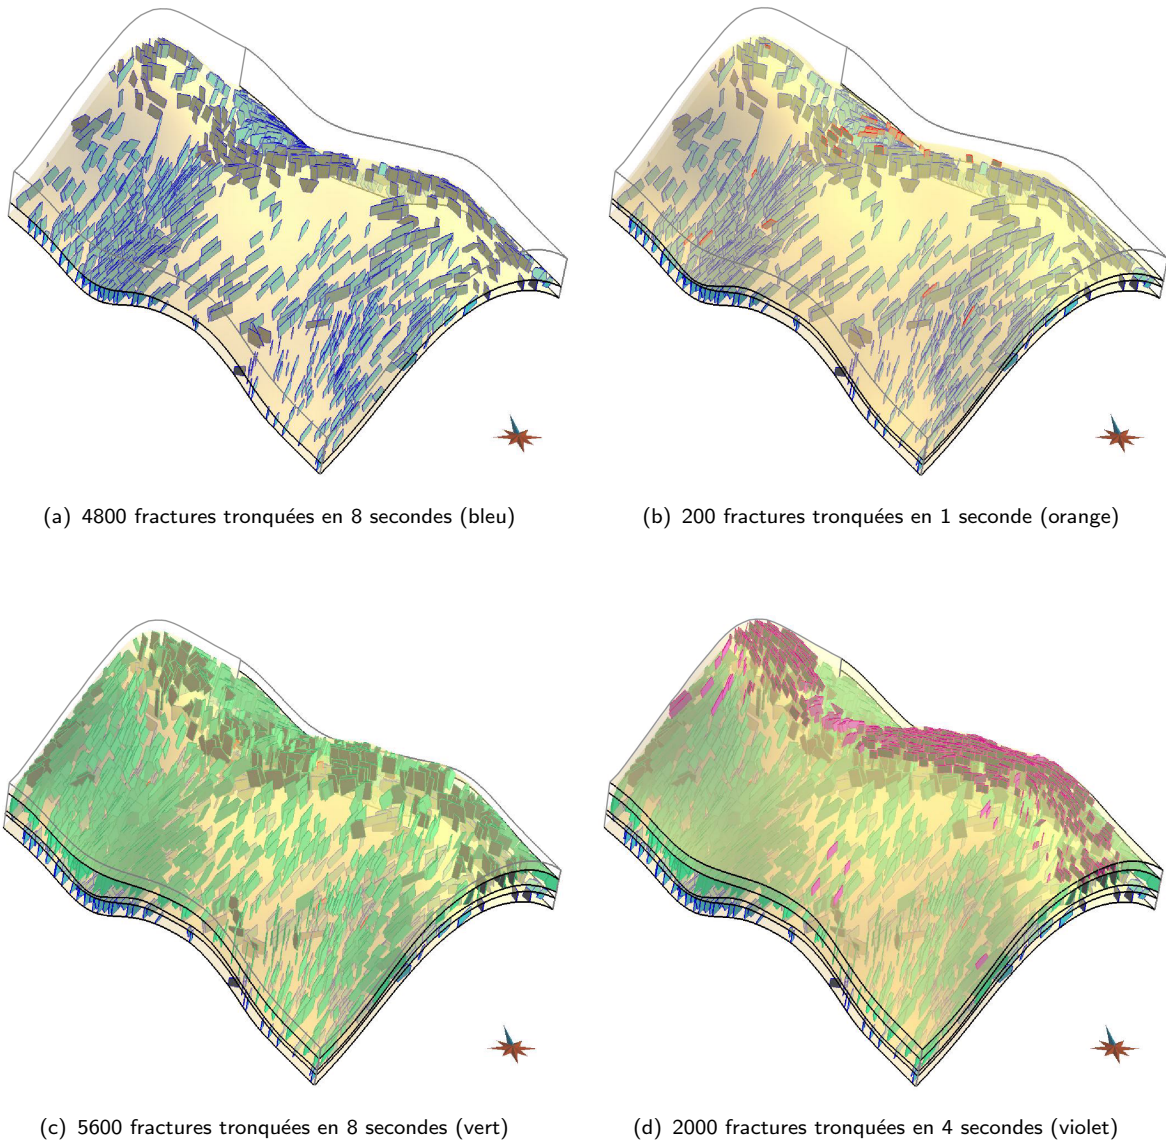 (a) 4800 fractures tronquées en 8 secondes (bleu)
(b) 200 fractures tronquées en 1 seconde (orange)
(c) 5600 fractures tronquées en 8 secondes (vert)
(d) 2000 fractures tronquées en 4 secondes (violet)